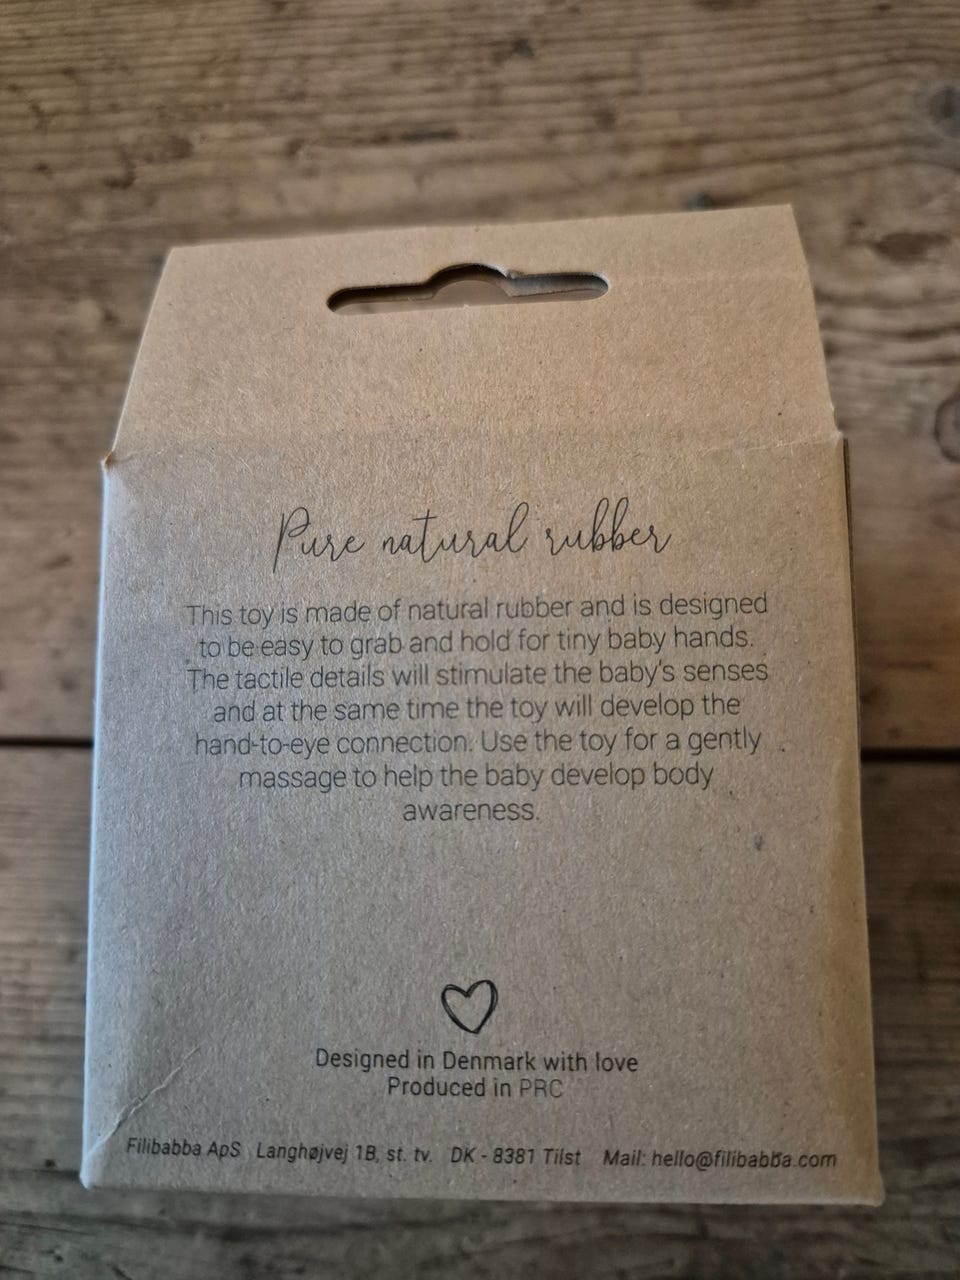 Pure natural rubber
This toy is made of natural rubber and is designed
to be easy to grab and hold for tiny baby hands.
The tactile details will stimulate the baby's senses
and at the same time the toy will develop the
hand-to-eye connection. Use the toy for a gently
massage to help the baby develop body
awareness.
Designed in Denmark with love
Produced in PRC
Filibabba ApS Langhøjvej 1B, st. tv. DK - 8381 Tilst Mail: hello@filibabba.com